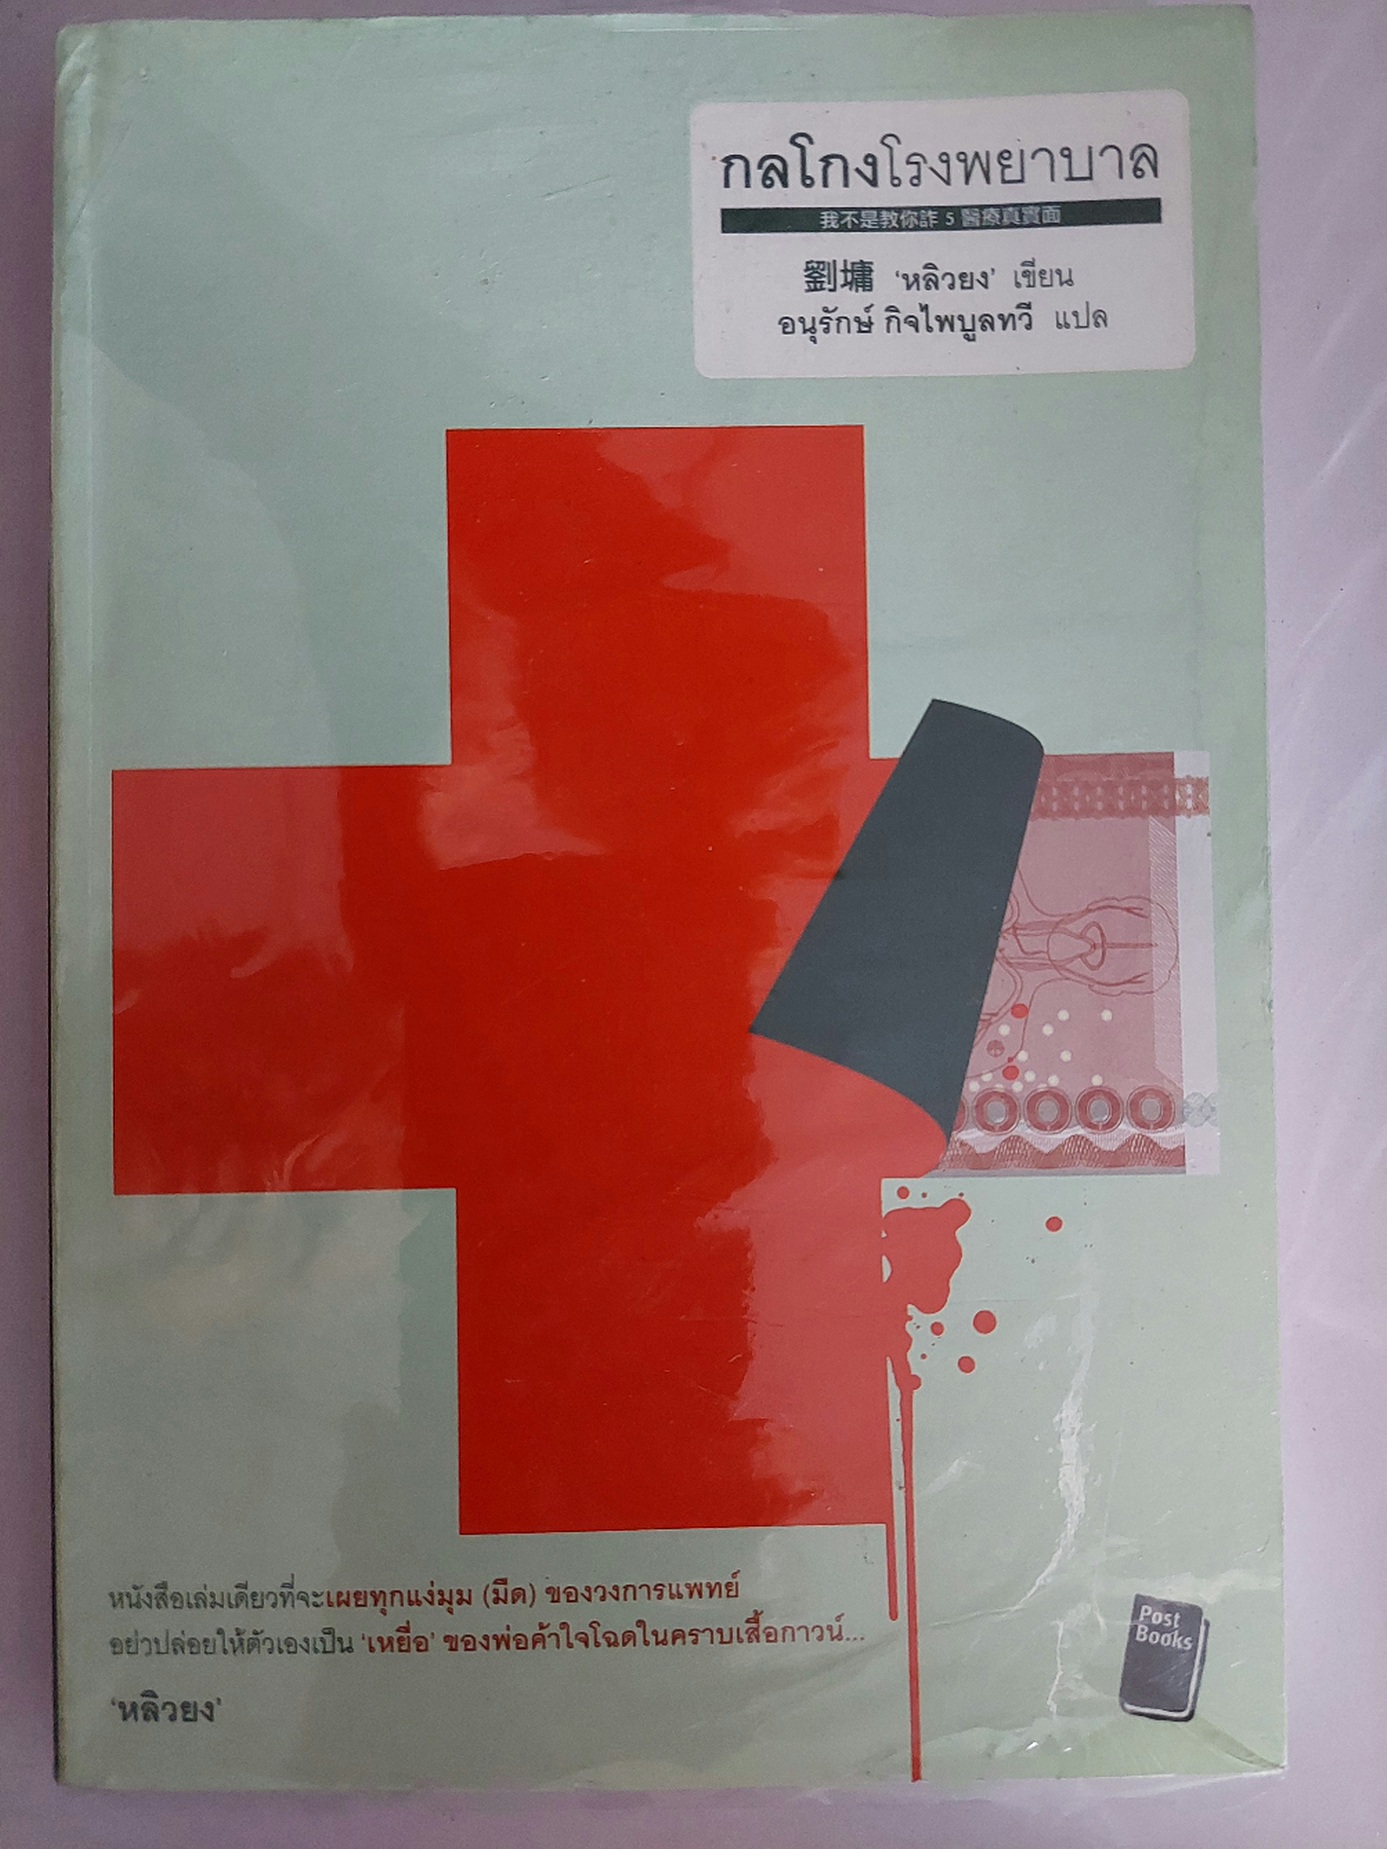 กลโกงโรงพยาบาล
我不是教你詐 5 醫療真實面
劉墉 ‘หลิวยง’ เขียน
อนุรักษ์ กิจไพบูลทวี แปล
หนังสือเล่มเดียวที่จะเผยทุกแง่มุม (มืด) ของวงการแพทย์
อย่าปล่อยให้ตัวเองเป็น ‘เหยื่อ’ ของพ่อค้าใจโฉดในคราบเสื้อกาวน์...
‘หลิวยง’
Post
Books